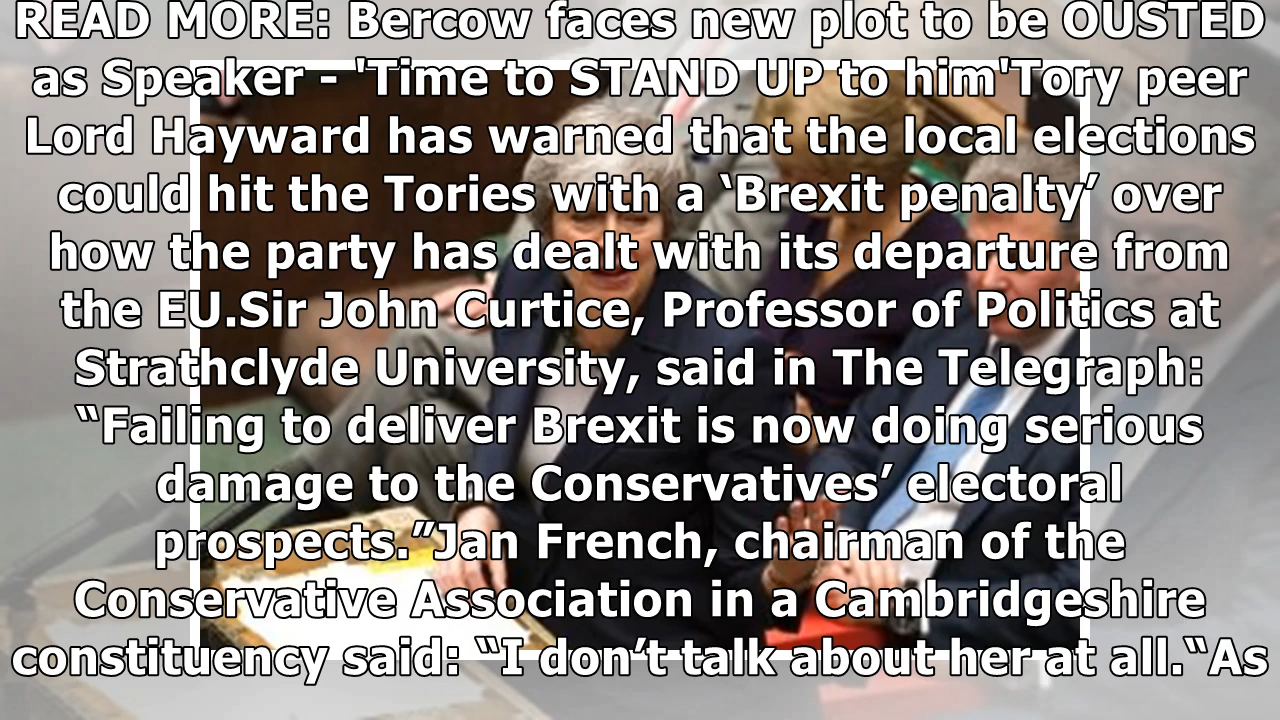 READ MORE: Bercow faces new plot to be OUSTED
as Speaker - 'Time to STAND UP to him'Tory peer
Lord Hayward has warned that the local elections
could hit the Tories with a ‘Brexit penalty’ over
how the party has dealt with its departure from
the EU.Sir John Curtice, Professor of Politics at
Strathclyde University, said in The Telegraph:
“Failing to deliver Brexit is now doing serious
damage to the Conservatives’ electoral
prospects.”Jan French, chairman of the
Conservative Association in a Cambridgeshire
constituency said: “I don’t talk about her at all.“As